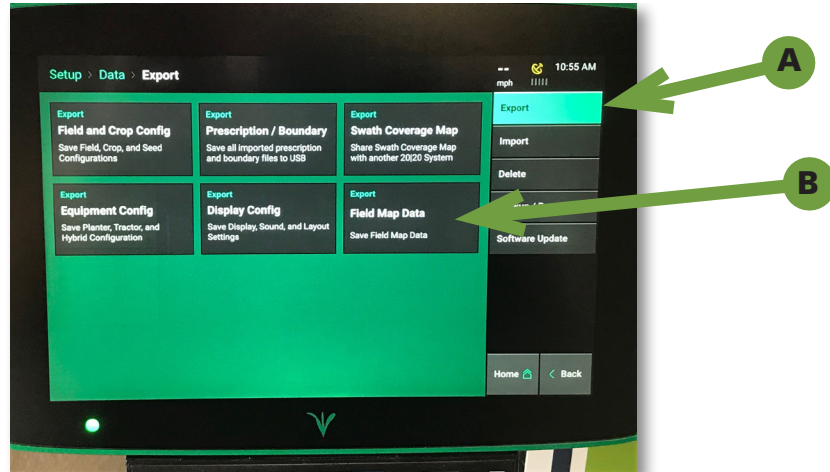 Setup > Data > Export
--
mph
10:55 AM
A
Export
Field and Crop Config
Save Field, Crop, and Seed
Configurations
Export
Prescription / Boundary
Save all imported prescription
and boundary files to USB
Export
Swath Coverage Map
Share Swath Coverage Map
with another 20|20 System
Export
Import
Delete
B
Export
Equipment Config
Save Planter, Tractor, and
Hybrid Configuration
Export
Display Config
Save Display, Sound, and Layout
Settings
Export
Field Map Data
Save Field Map Data
Software Update
Home
< Back